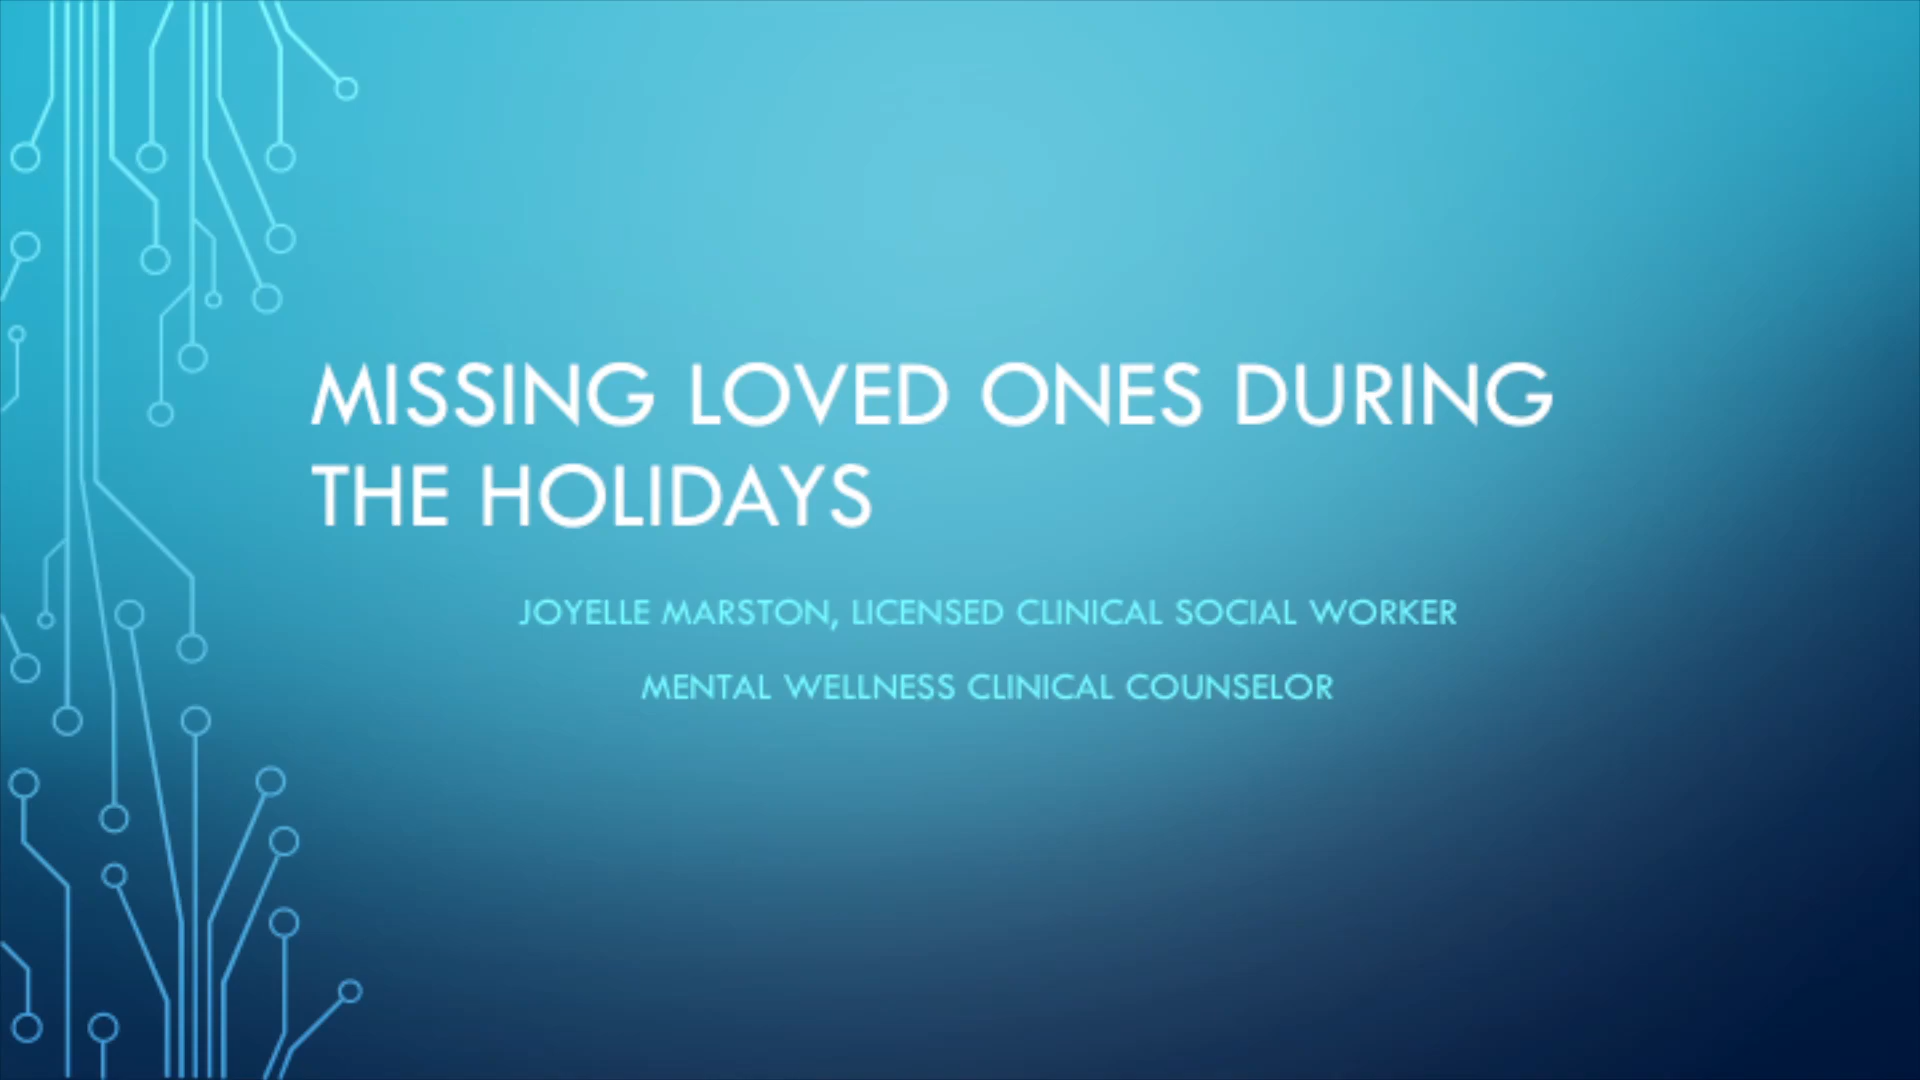 MISSING LOVED ONES DURING
THE HOLIDAYS
JOYELLE MARSTON, LICENSED CLINICAL SOCIAL WORKER
MENTAL WELLNESS CLINICAL COUNSELOR